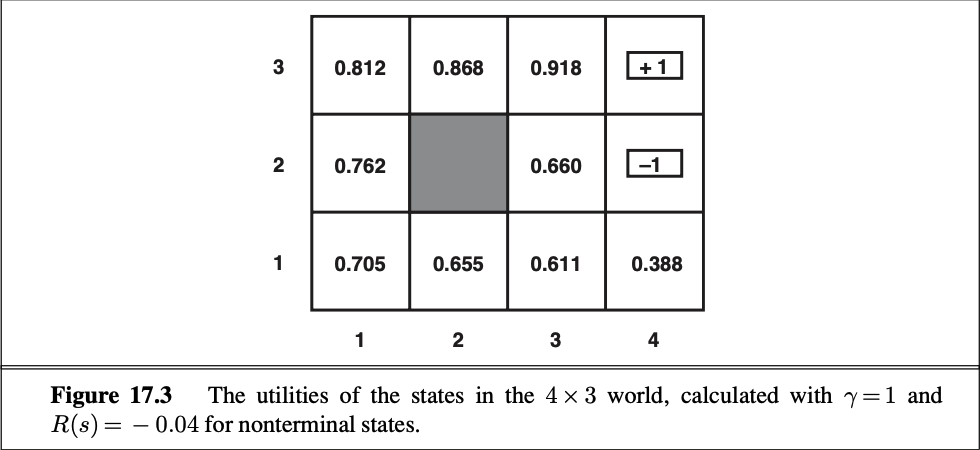 3 0.812 0.868 0.918 + 1
2 0.762 0.660 –1
1 0.705 0.655 0.611 0.388
1 2 3 4
Figure 17.3 The utilities of the states in the 4 × 3 world, calculated with γ = 1 and
R(s) = − 0.04 for nonterminal states.